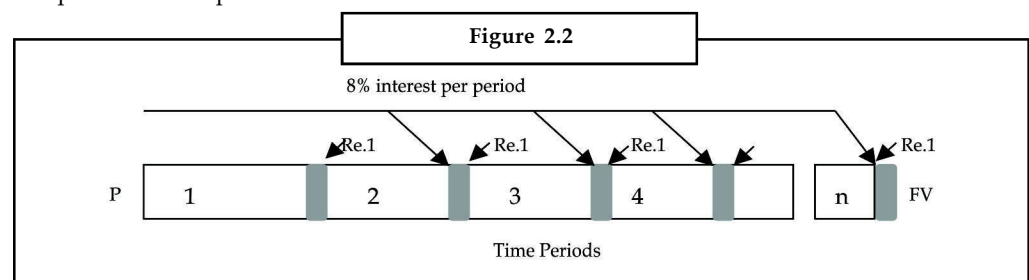 Figure 2.2
8% interest per period
Re.1 Re.1 Re.1 Re.1
P 1 2 3 4 n FV
Time Periods